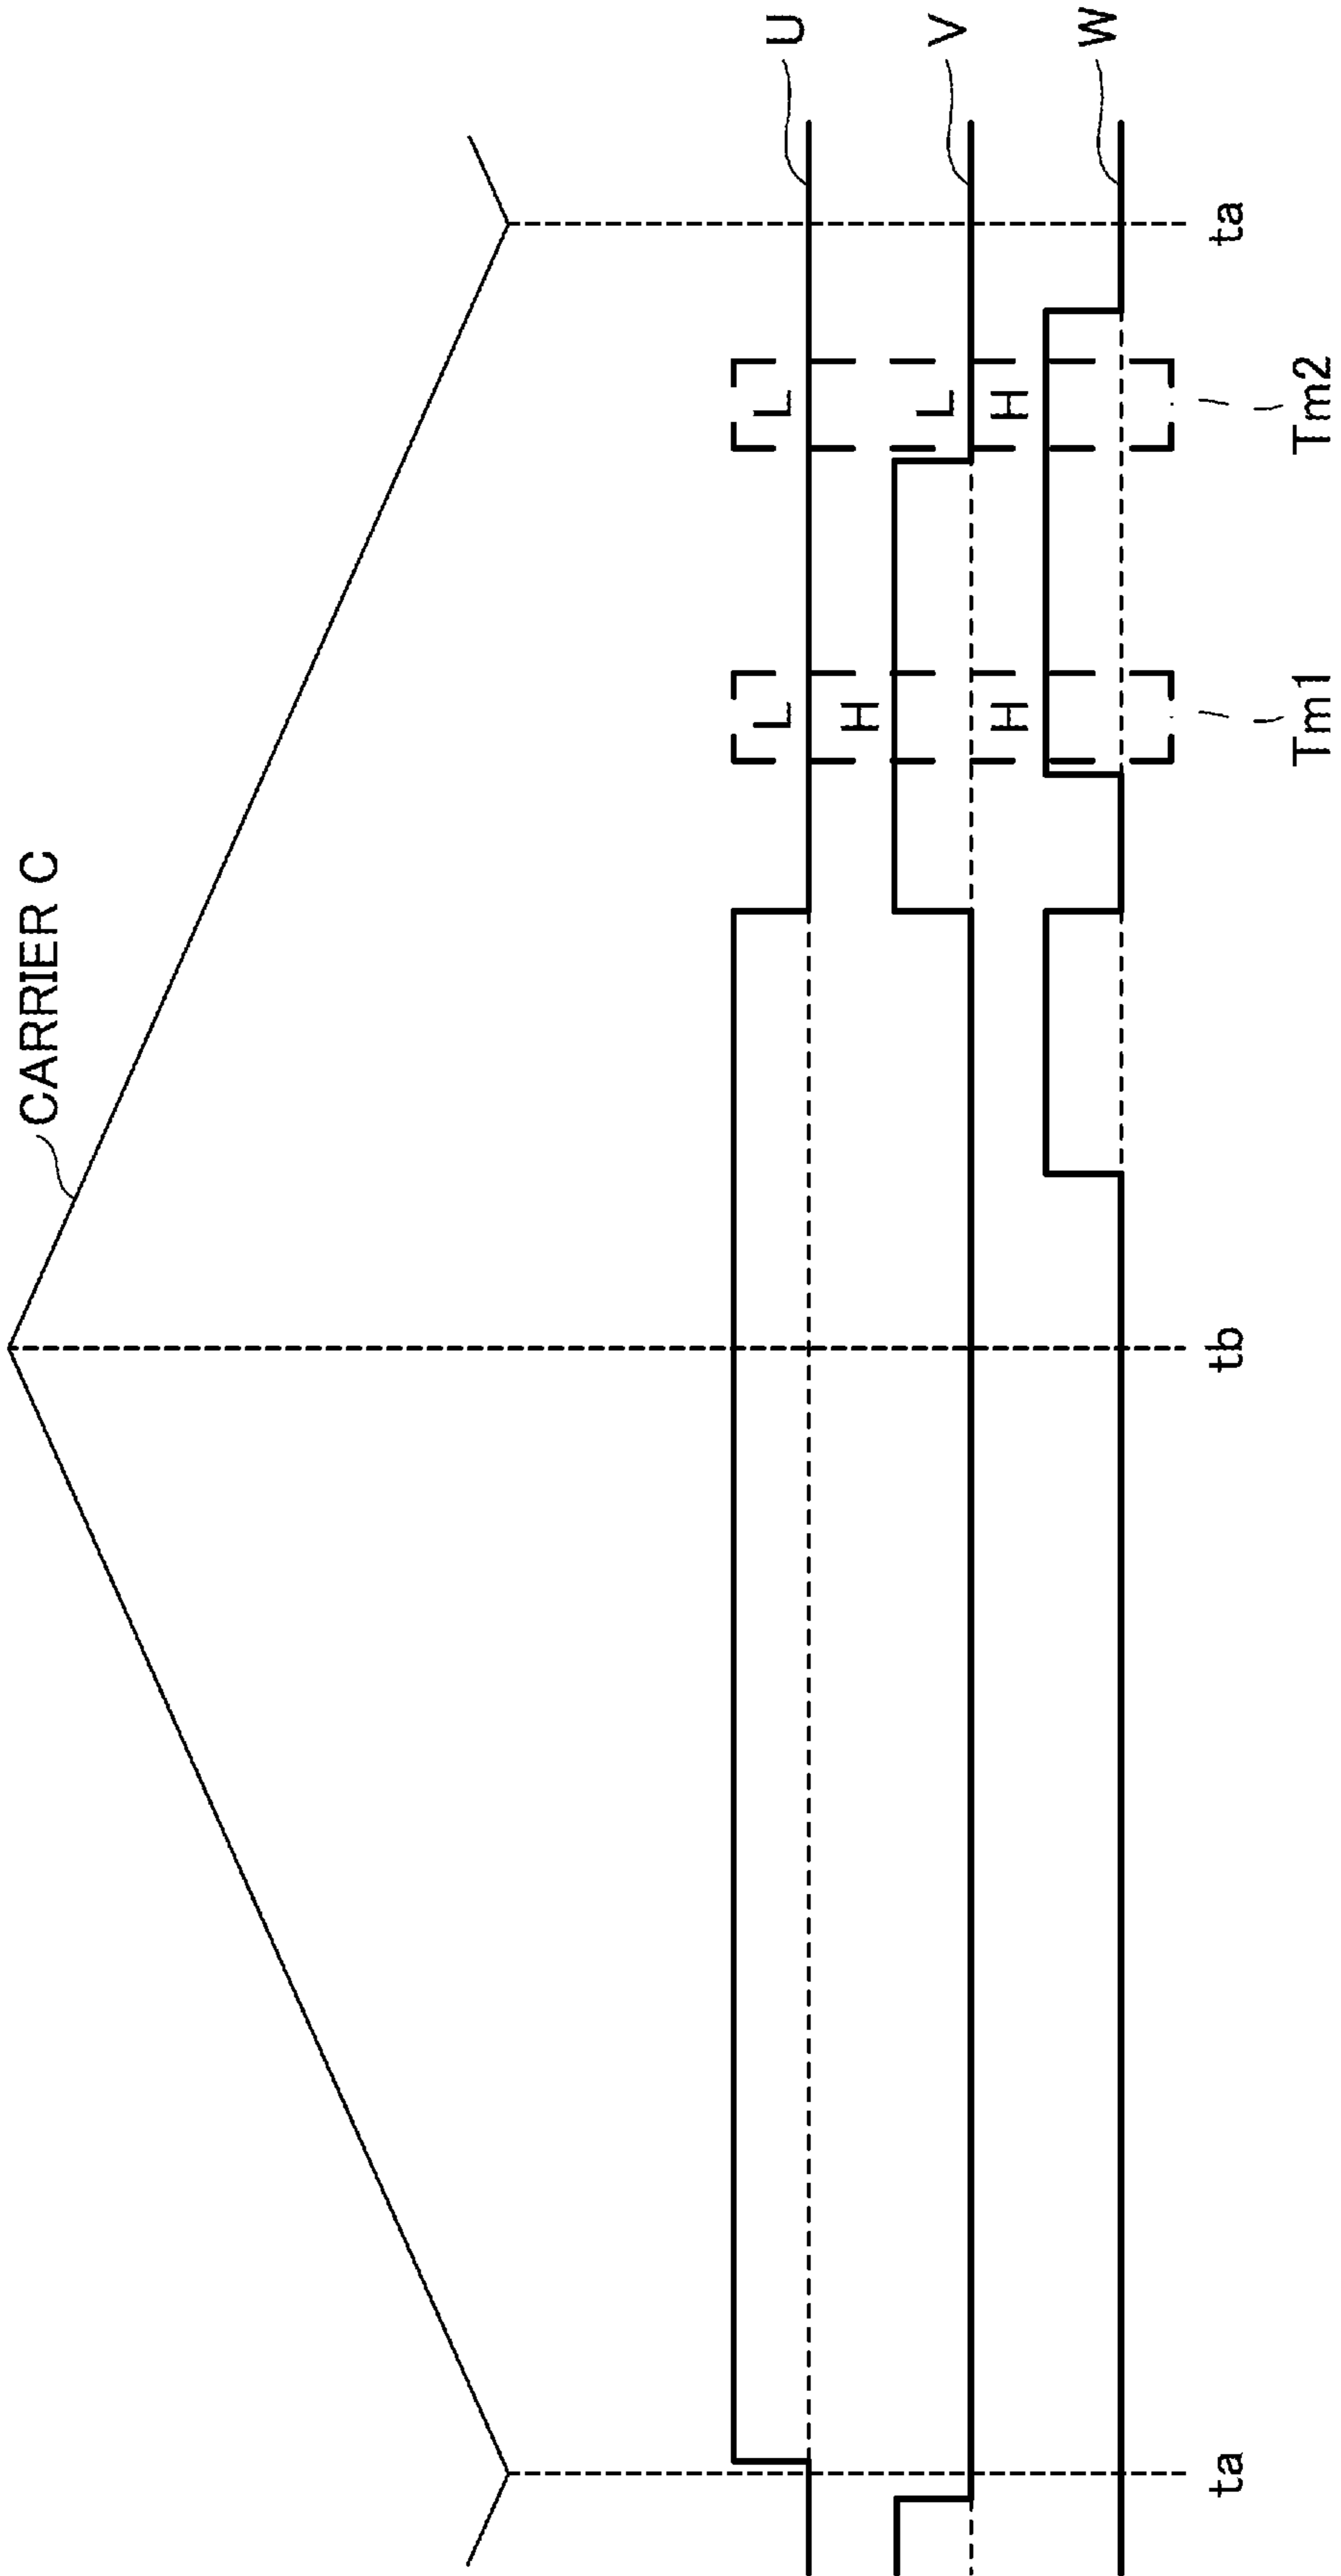 CARRIER C
L L U
H
L V
H H
W
ta tb ta
Tm1 Tm2